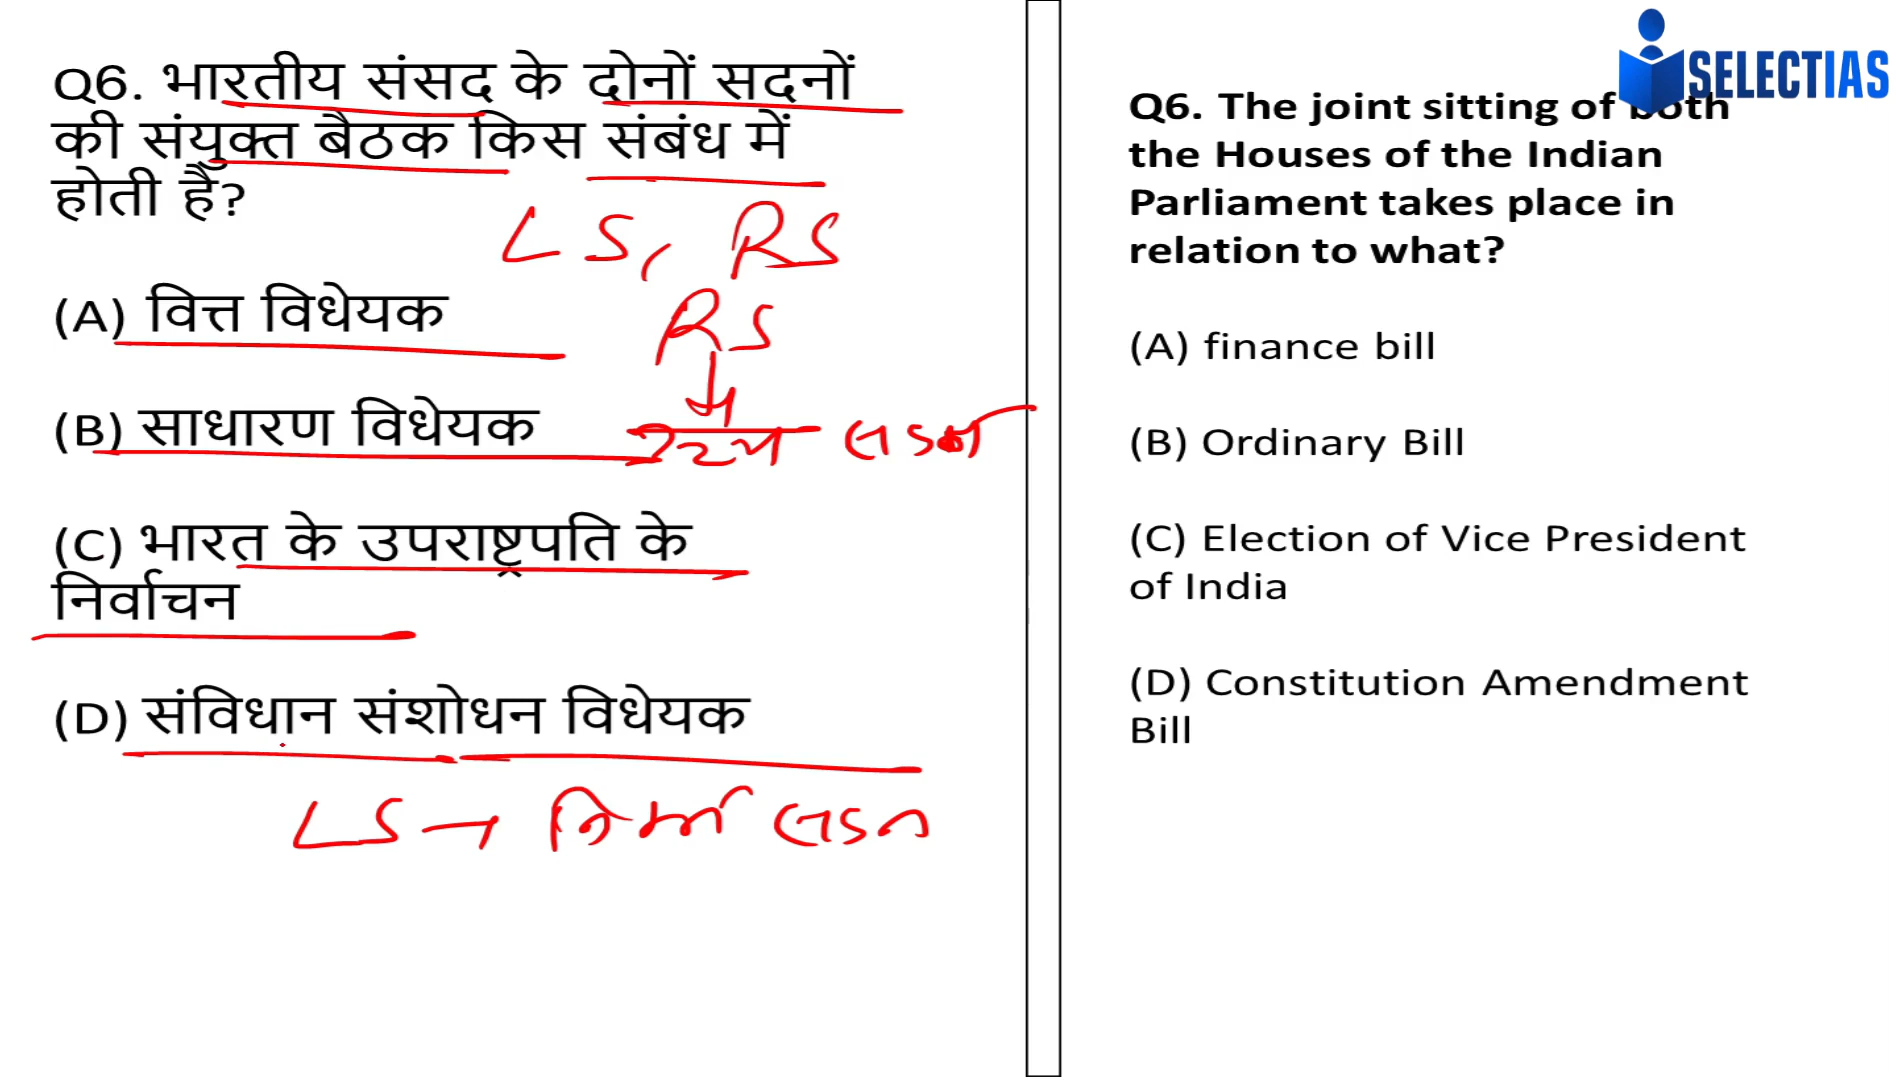 Q6. भारतीय संसद के दोनों सदनों
की संयुक्त बैठक किस संबंध में
होती है?
LS, RS
(A) वित्त विधेयक
RS
(B) साधारण विधेयक
(C) भारत के उपराष्ट्रपति के
निर्वाचन
(D) संविधान संशोधन विधेयक
LS
SELECTIAS
Q6. The joint sitting of both
the Houses of the Indian
Parliament takes place in
relation to what?
(A) finance bill
(B) Ordinary Bill
(C) Election of Vice President
of India
(D) Constitution Amendment
Bill